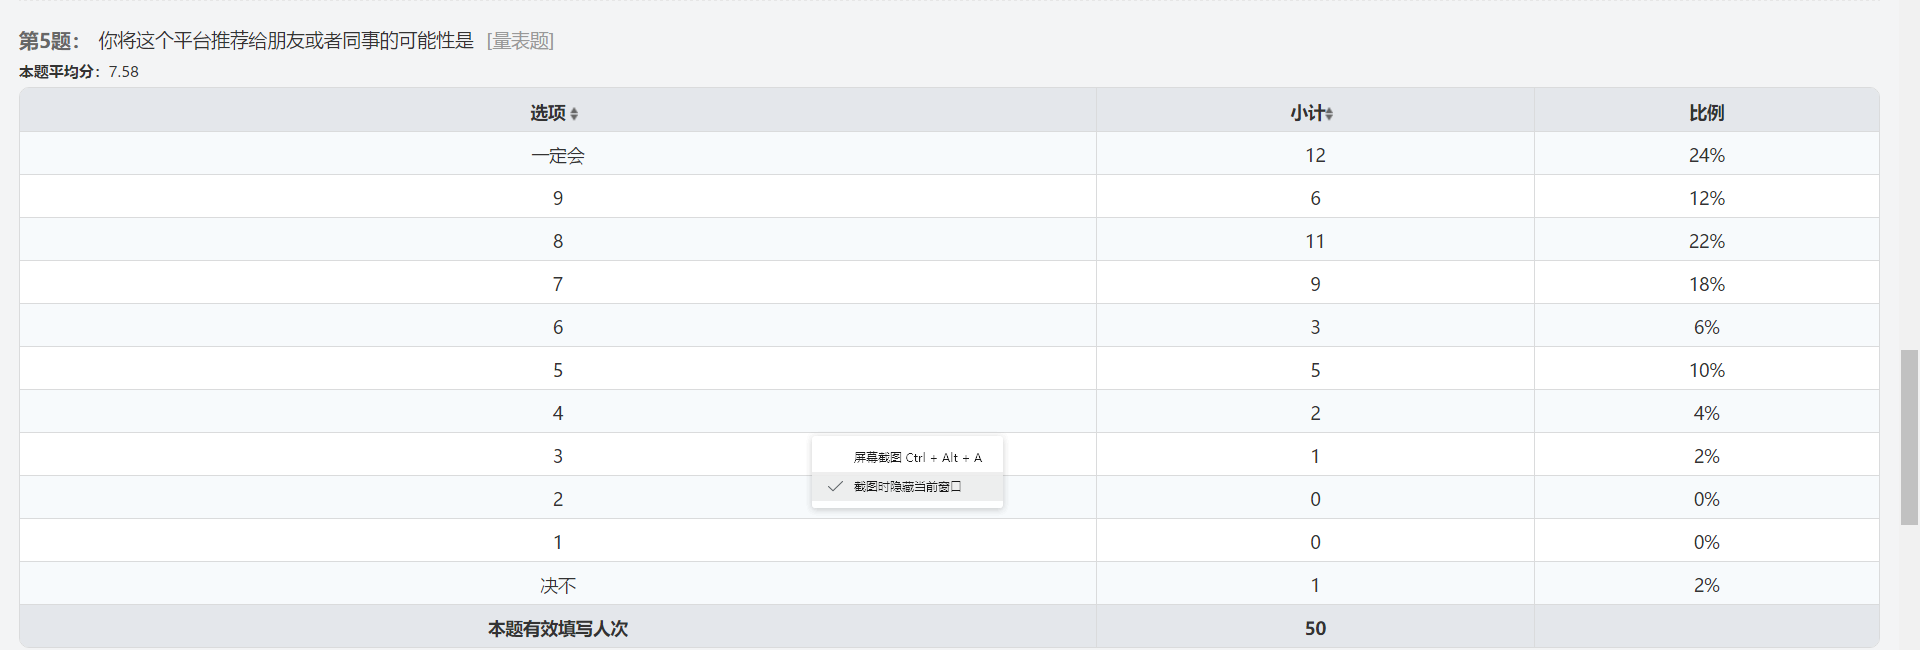 第5题： 你将这个平台推荐给朋友或者同事的可能性是 [量表题]
本题平均分：7.58
选项 小计 比例
一定会 12 24%
9 6 12%
8 11 22%
7 9 18%
6 3 6%
5 5 10%
4 2 4%
3 1 2%
屏幕截图 Ctrl + Alt + A
截图时隐藏当前窗口
2 0 0%
1 0 0%
决不 1 2%
本题有效填写人次 50